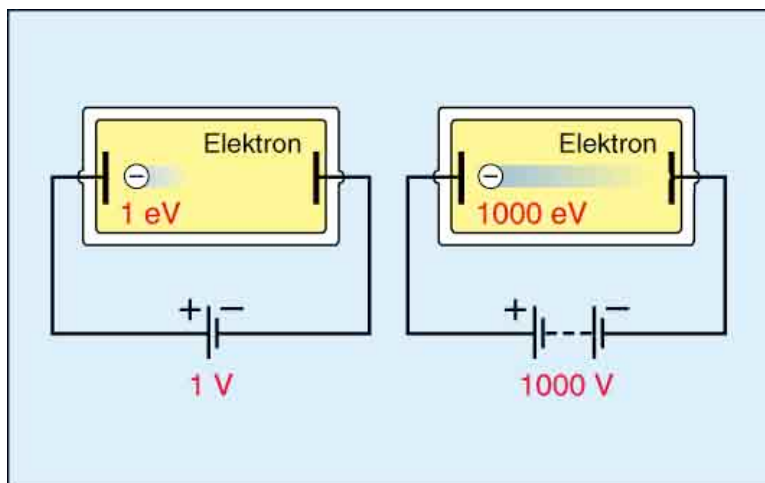 Elektron
−
1 eV
+ −
1 V
Elektron
−
1000 eV
+ −
1000 V